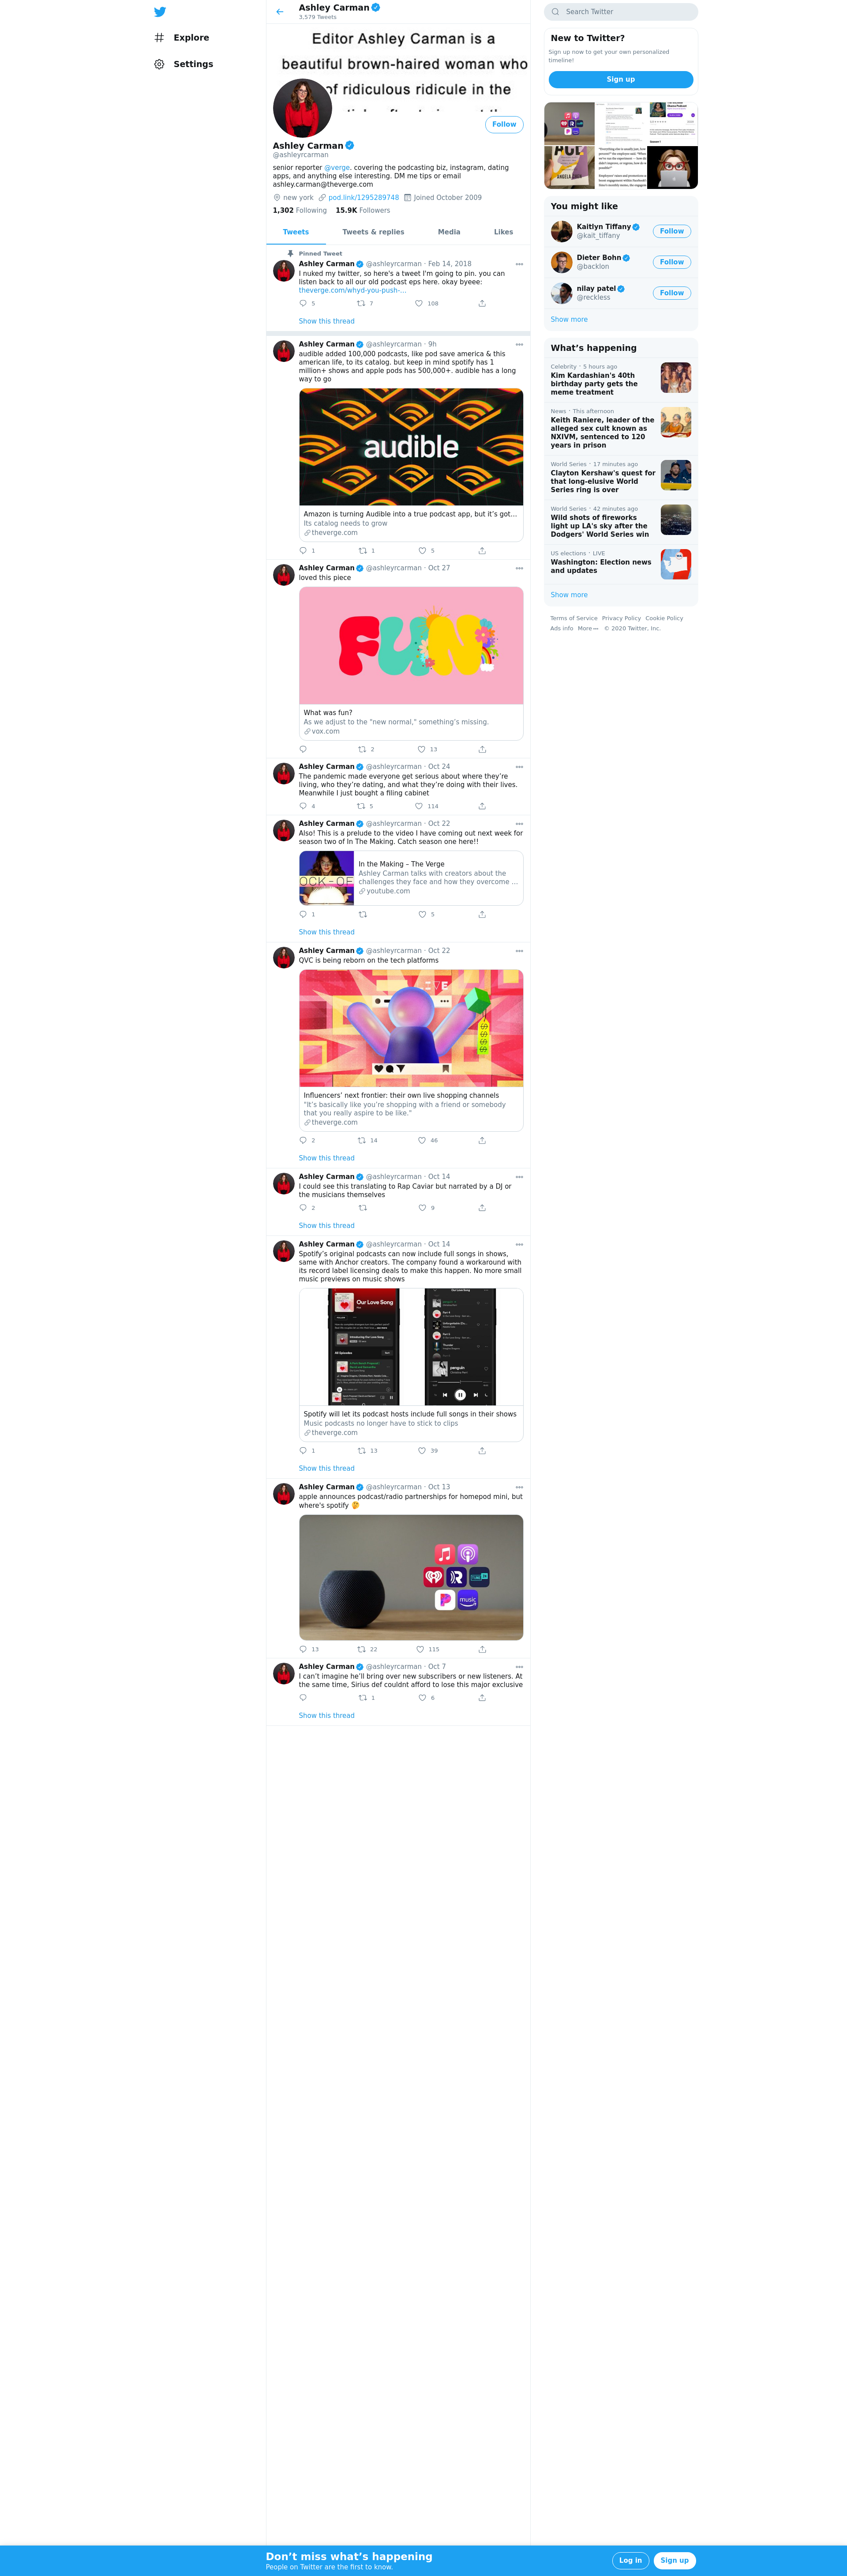 Explore
Settings
Ashley Carman
3,579 Tweets
Editor Ashley Carman is a
beautiful brown-haired woman who
of ridiculous ridicule in the
Follow
Ashley Carman
@ashleyrcarman
senior reporter @verge. covering the podcasting biz, instagram, dating
apps, and anything else interesting. DM me tips or email
ashley.carman@theverge.com
new york pod.link/1295289748 Joined October 2009
1,302 Following 15.9K Followers
Tweets Tweets & replies Media Likes
Pinned Tweet
Ashley Carman @ashleyrcarman · Feb 14, 2018
I nuked my twitter, so here's a tweet I'm going to pin. you can
listen back to all our old podcast eps here. okay byeee:
theverge.com/whyd-you-push-...
5 7 108
Show this thread
Ashley Carman @ashleyrcarman · 9h
audible added 100,000 podcasts, like pod save america & this
american life, to its catalog. but keep in mind spotify has 1
million+ shows and apple pods has 500,000+. audible has a long
way to go
audible
Amazon is turning Audible into a true podcast app, but it's got...
Its catalog needs to grow
theverge.com
1 1 5
Ashley Carman @ashleyrcarman · Oct 27
loved this piece
FUN
What was fun?
As we adjust to the "new normal," something's missing.
vox.com
2 13
Ashley Carman @ashleyrcarman · Oct 24
The pandemic made everyone get serious about where they're
living, who they're dating, and what they're doing with their lives.
Meanwhile I just bought a filing cabinet
4 5 114
Ashley Carman @ashleyrcarman · Oct 22
Also! This is a prelude to the video I have coming out next week for
season two of In The Making. Catch season one here!!
OCK-OF
In the Making – The Verge
Ashley Carman talks with creators about the
challenges they face and how they overcome ...
youtube.com
1 5
Show this thread
Ashley Carman @ashleyrcarman · Oct 22
QVC is being reborn on the tech platforms
Influencers' next frontier: their own live shopping channels
"It's basically like you're shopping with a friend or somebody
that you really aspire to be like."
theverge.com
2 14 46
Show this thread
Ashley Carman @ashleyrcarman · Oct 14
I could see this translating to Rap Caviar but narrated by a DJ or
the musicians themselves
2 9
Show this thread
Ashley Carman @ashleyrcarman · Oct 14
Spotify's original podcasts can now include full songs in shows,
same with Anchor creators. The company found a workaround with
its record label licensing deals to make this happen. No more small
music previews on music shows
Our Love Song
penguin
Spotify will let its podcast hosts include full songs in their shows
Music podcasts no longer have to stick to clips
theverge.com
1 13 39
Show this thread
Ashley Carman @ashleyrcarman · Oct 13
apple announces podcast/radio partnerships for homepod mini, but
where's spotify 🤔
music
13 22 115
Ashley Carman @ashleyrcarman · Oct 7
I can't imagine he'll bring over new subscribers or new listeners. At
the same time, Sirius def couldnt afford to lose this major exclusive
1 6
Show this thread
Search Twitter
New to Twitter?
Sign up now to get your own personalized
timeline!
Sign up
You might like
Kaitlyn Tiffany
@kait_tiffany
Follow
Dieter Bohn
@backlon
Follow
nilay patel
@reckless
Follow
Show more
What's happening
Celebrity · 5 hours ago
Kim Kardashian's 40th
birthday party gets the
meme treatment
News · This afternoon
Keith Raniere, leader of the
alleged sex cult known as
NXIVM, sentenced to 120
years in prison
World Series · 17 minutes ago
Clayton Kershaw's quest for
that long-elusive World
Series ring is over
World Series · 42 minutes ago
Wild shots of fireworks
light up LA's sky after the
Dodgers' World Series win
US elections · LIVE
Washington: Election news
and updates
Show more
Terms of Service Privacy Policy Cookie Policy
Ads info More © 2020 Twitter, Inc.
Don't miss what's happening
People on Twitter are the first to know.
Log in
Sign up